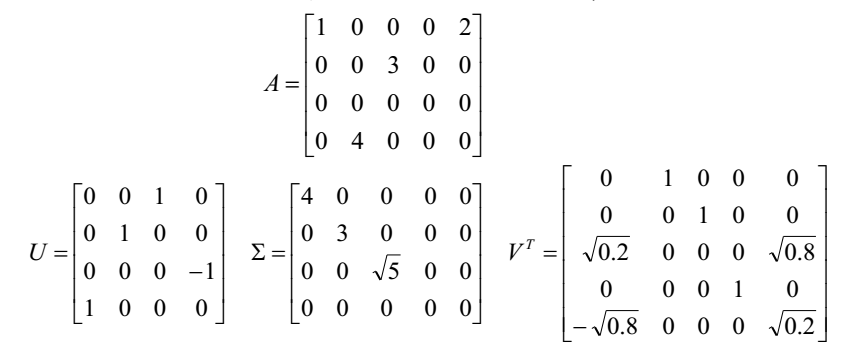 A = [1 0 0 0 2
0 0 3 0 0
0 0 0 0 0
0 4 0 0 0]
U = [0 0 1 0
0 1 0 0
0 0 0 −1
1 0 0 0]
Σ = [4 0 0 0 0
0 3 0 0 0
0 0 √5 0 0
0 0 0 0 0]
V^T = [0 1 0 0 0
0 0 1 0 0
√0.2 0 0 0 √0.8
0 0 0 1 0
−√0.8 0 0 0 √0.2]